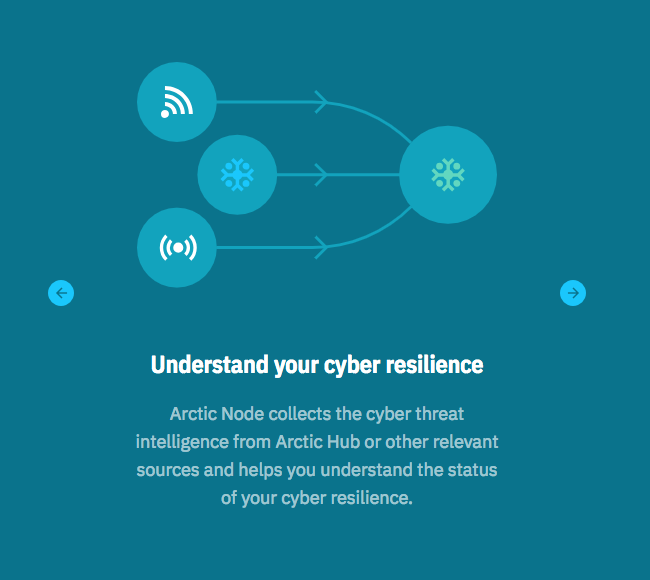 Understand your cyber resilience
Arctic Node collects the cyber threat
intelligence from Arctic Hub or other relevant
sources and helps you understand the status
of your cyber resilience.